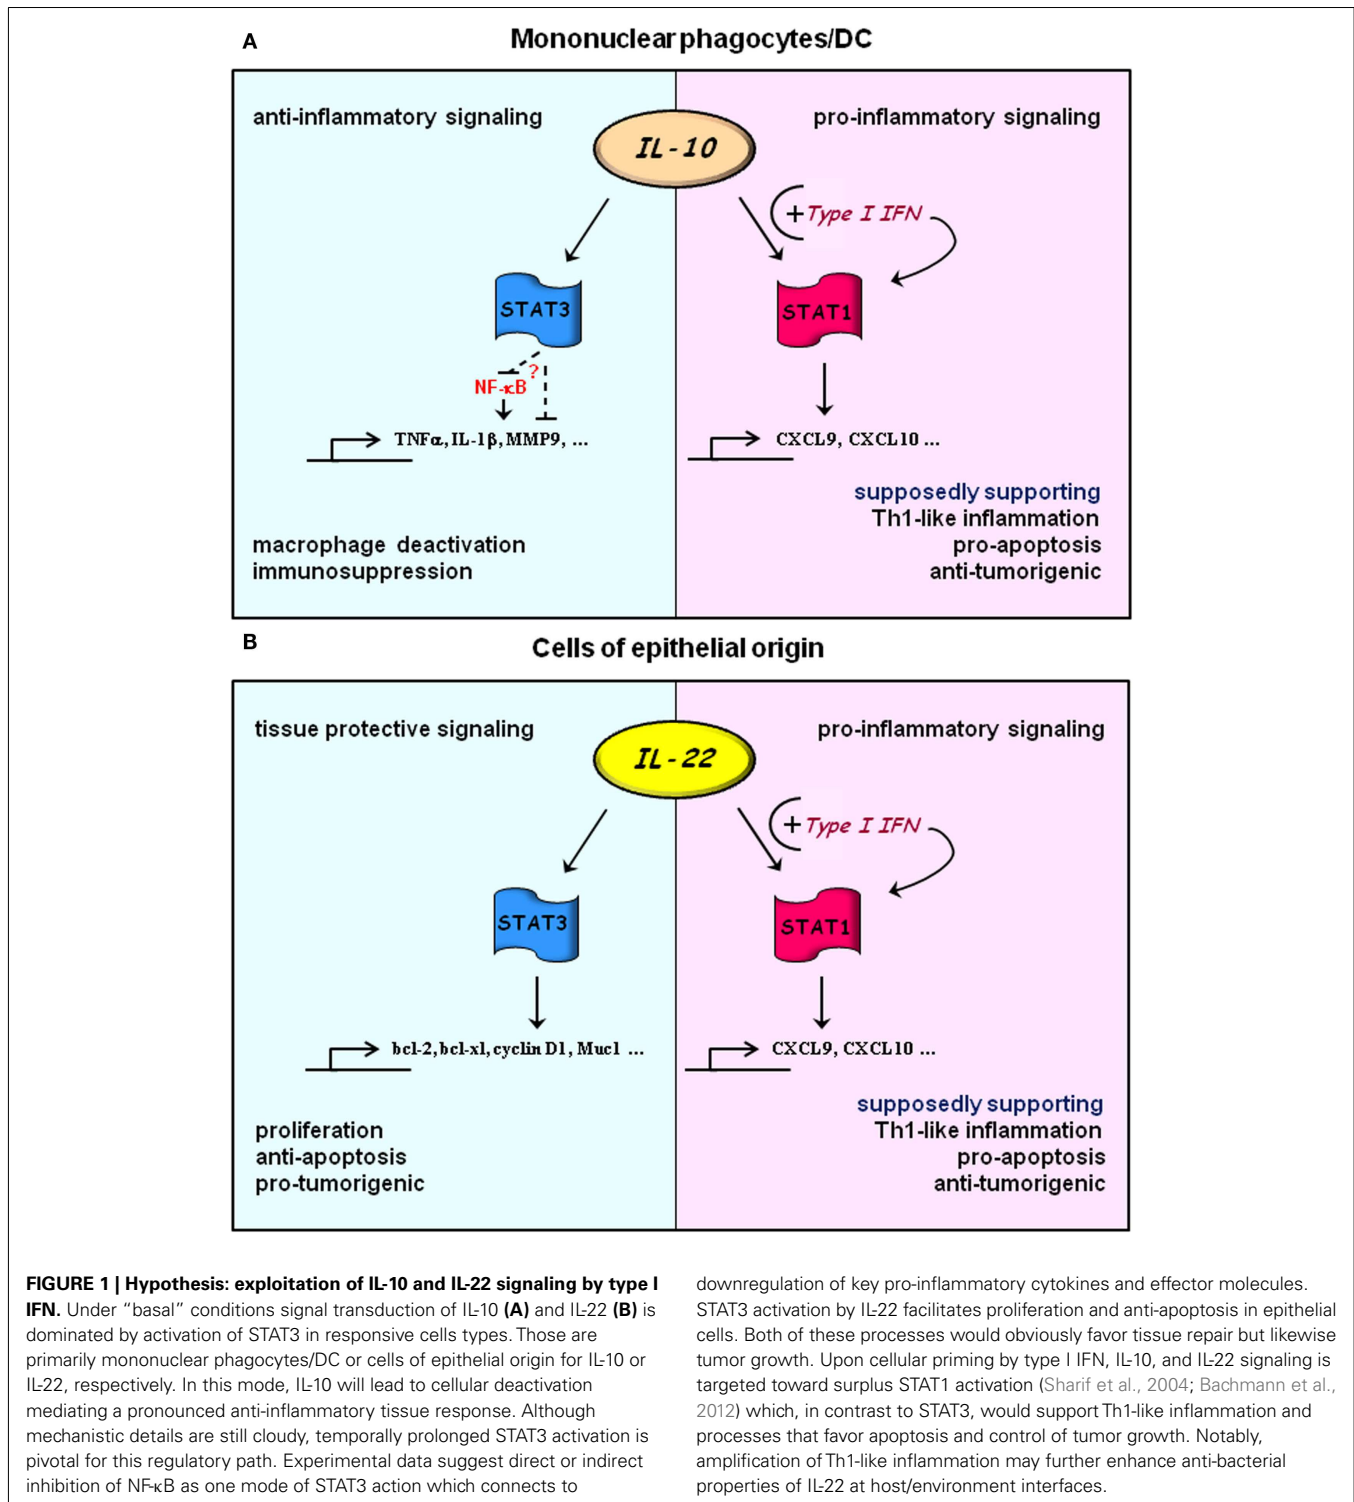 A
Mononuclear phagocytes/DC
anti-inflammatory signaling
pro-inflammatory signaling
IL-10
+ Type I IFN
STAT3
STAT1
?
NF-κB
TNFα, IL-1β, MMP9, ...
CXCL9, CXCL10 ...
supposedly supporting
Th1-like inflammation
pro-apoptosis
anti-tumorigenic
macrophage deactivation
immunosuppression
B
Cells of epithelial origin
tissue protective signaling
pro-inflammatory signaling
IL-22
+ Type I IFN
STAT3
STAT1
bcl-2, bcl-xl, cyclin D1, Muc1 ...
CXCL9, CXCL10 ...
supposedly supporting
Th1-like inflammation
pro-apoptosis
anti-tumorigenic
proliferation
anti-apoptosis
pro-tumorigenic
FIGURE 1 | Hypothesis: exploitation of IL-10 and IL-22 signaling by type I
IFN. Under “basal” conditions signal transduction of IL-10 (A) and IL-22 (B) is
dominated by activation of STAT3 in responsive cells types. Those are
primarily mononuclear phagocytes/DC or cells of epithelial origin for IL-10 or
IL-22, respectively. In this mode, IL-10 will lead to cellular deactivation
mediating a pronounced anti-inflammatory tissue response. Although
mechanistic details are still cloudy, temporally prolonged STAT3 activation is
pivotal for this regulatory path. Experimental data suggest direct or indirect
inhibition of NF-κB as one mode of STAT3 action which connects to
downregulation of key pro-inflammatory cytokines and effector molecules.
STAT3 activation by IL-22 facilitates proliferation and anti-apoptosis in epithelial
cells. Both of these processes would obviously favor tissue repair but likewise
tumor growth. Upon cellular priming by type I IFN, IL-10, and IL-22 signaling is
targeted toward surplus STAT1 activation (Sharif et al., 2004; Bachmann et al.,
2012) which, in contrast to STAT3, would support Th1-like inflammation and
processes that favor apoptosis and control of tumor growth. Notably,
amplification of Th1-like inflammation may further enhance anti-bacterial
properties of IL-22 at host/environment interfaces.